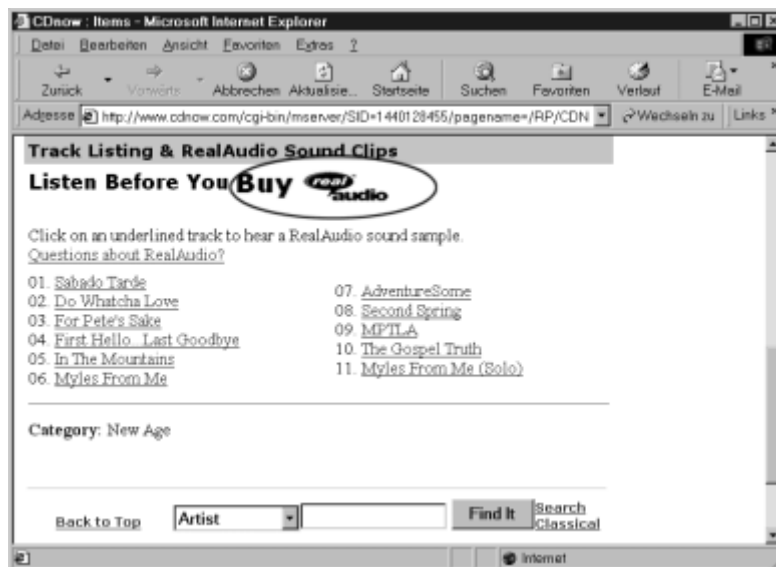 CDnow : Items - Microsoft Internet Explorer
Datei Bearbeiten Ansicht Favoriten Extras ?
Zurück Vorwärts Abbrechen Aktualisie... Startseite Suchen Favoriten Verlauf E-Mail
Adresse http://www.cdnow.com/cgi-bin/mserver/SID=1440128455/pagename=/RP/CDN Wechseln zu Links
Track Listing & RealAudio Sound Clips
Listen Before You Buy real audio
Click on an underlined track to hear a RealAudio sound sample.
Questions about RealAudio?
01. Sabado Tarde
02. Do Whatcha Love
03. For Pete's Sake
04. First Hello...Last Goodbye
05. In The Mountains
06. Myles From Me
07. AdventureSome
08. Second Spring
09. MPTLA
10. The Gospel Truth
11. Myles From Me (Solo)
Category: New Age
Back to Top Artist Find It Search
Classical
Internet